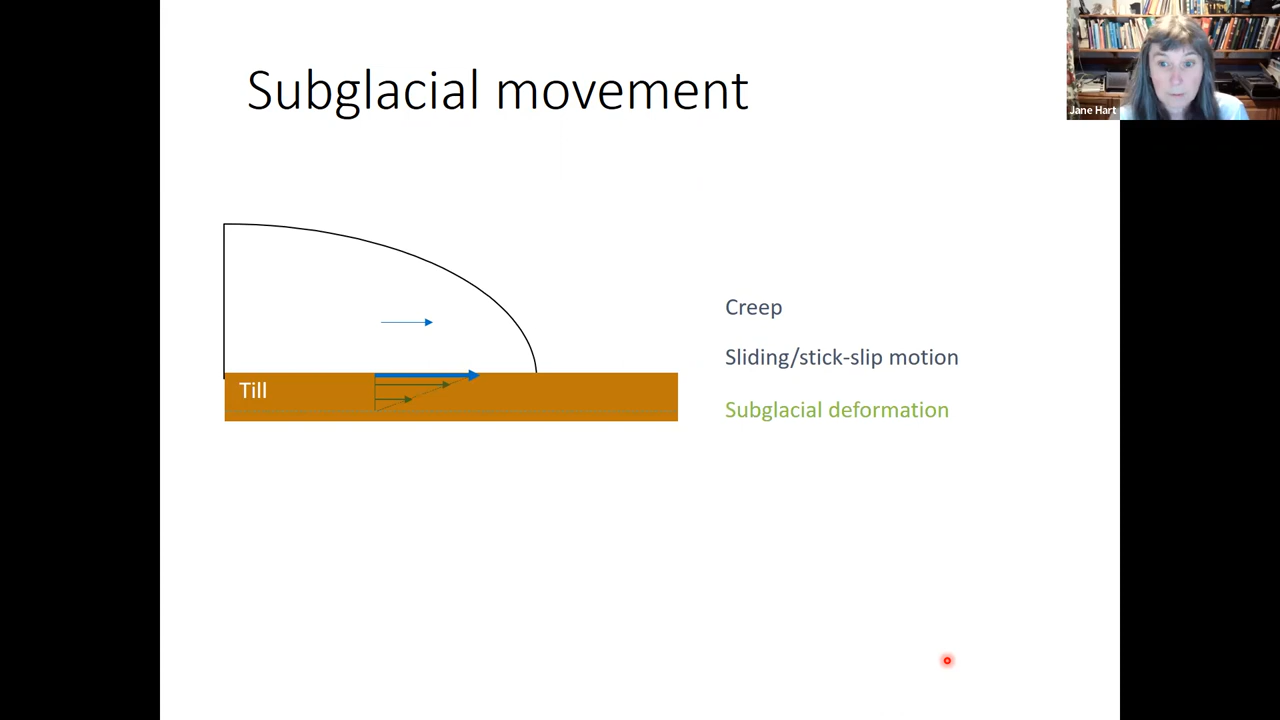 Subglacial movement
Jane Hart
Creep
Sliding/stick-slip motion
Till
Subglacial deformation